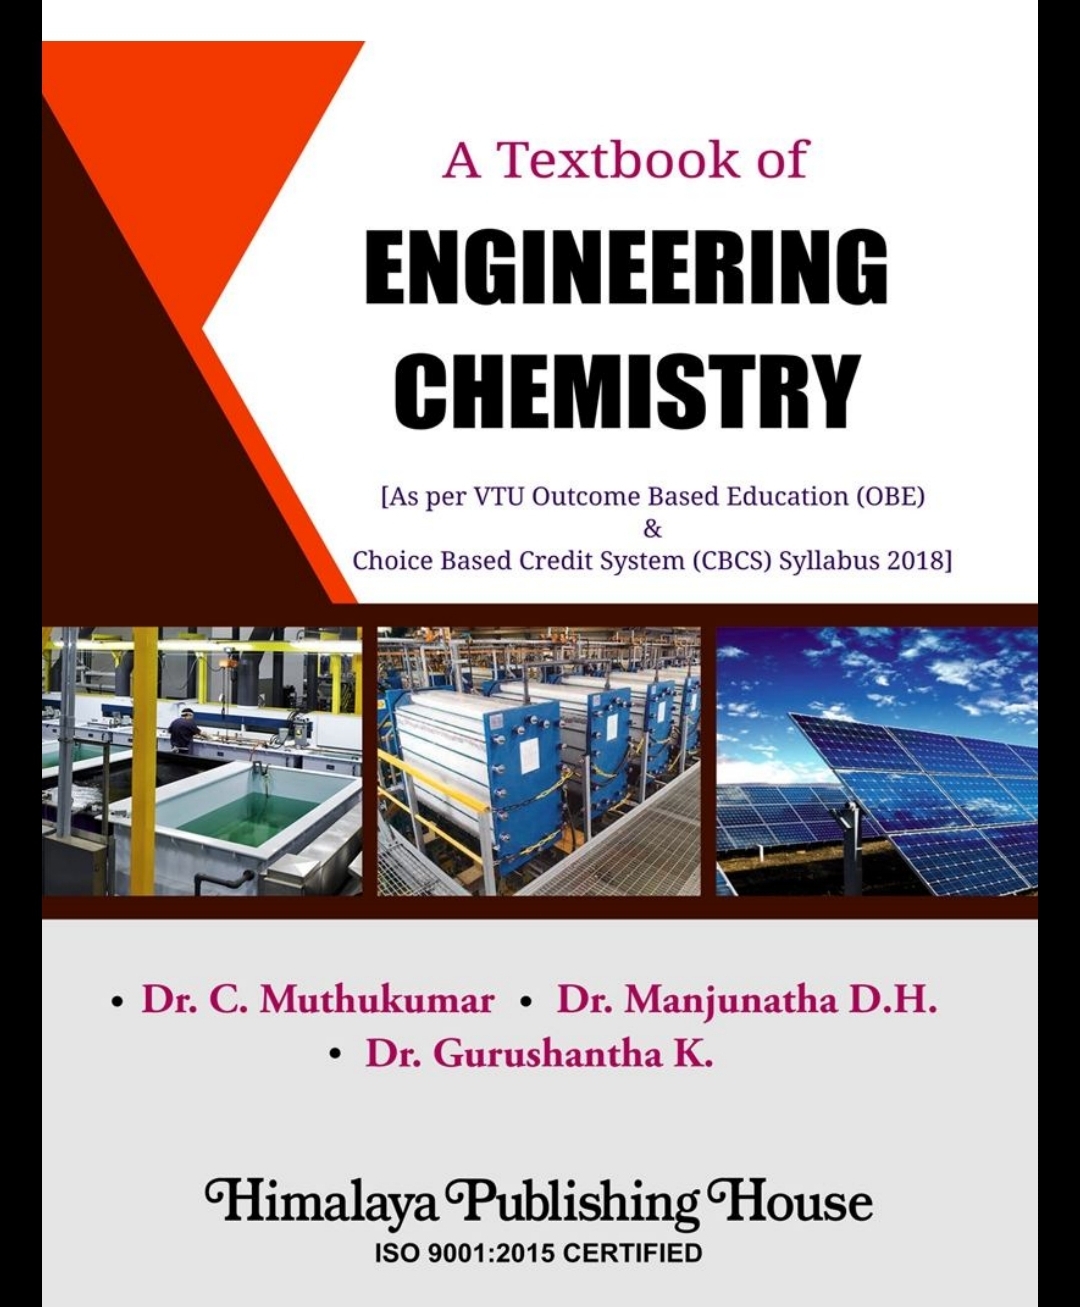 A Textbook of
ENGINEERING
CHEMISTRY
[As per VTU Outcome Based Education (OBE)
&
Choice Based Credit System (CBCS) Syllabus 2018]
• Dr. C. Muthukumar • Dr. Manjunatha D.H.
• Dr. Gurushantha K.
Himalaya Publishing House
ISO 9001:2015 CERTIFIED